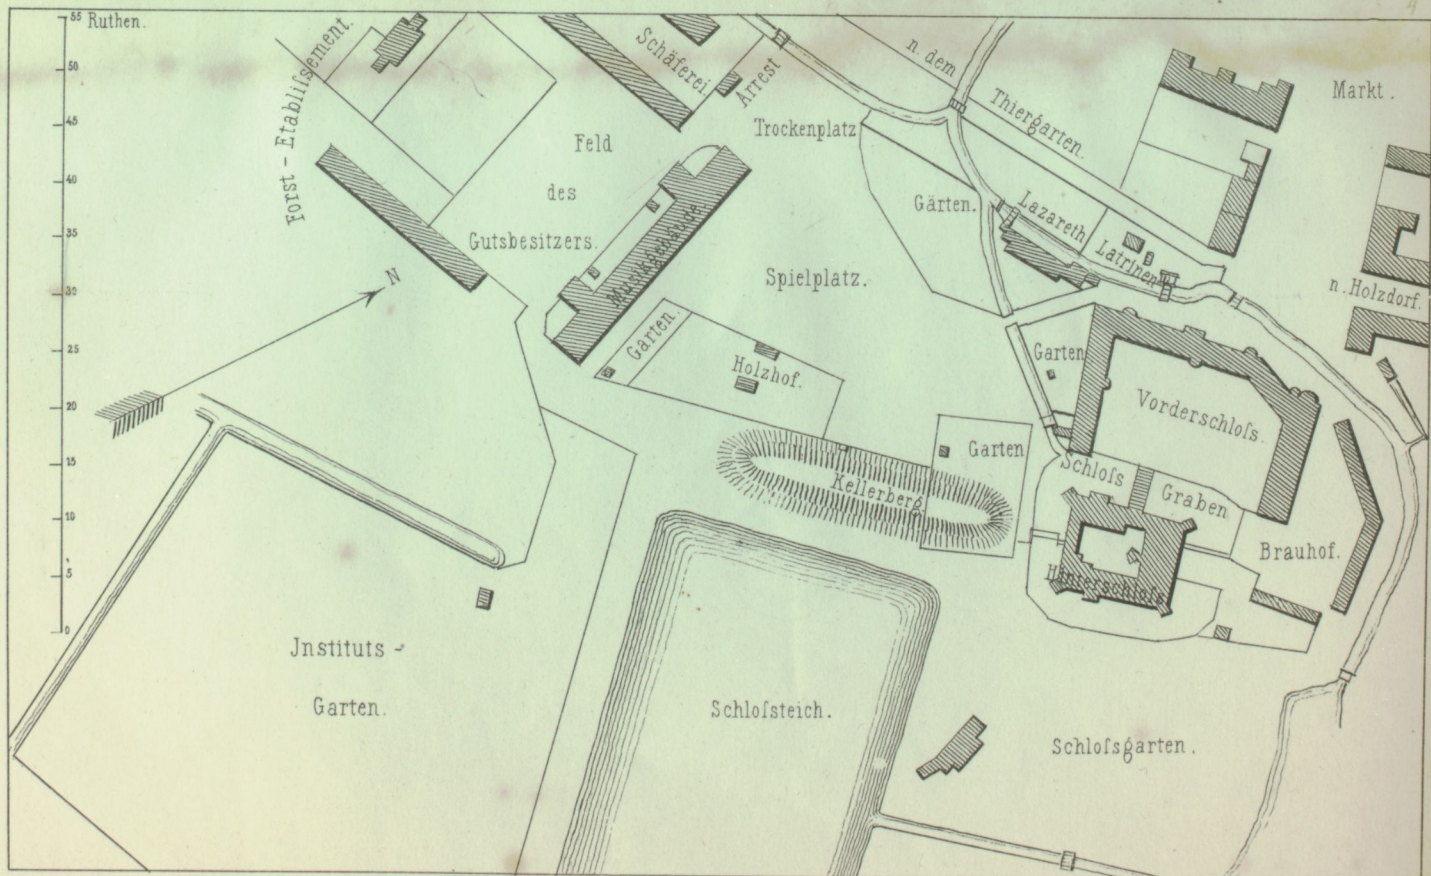 55 Ruthen.
50
45
40
35
30
25
20
15
10
5
0
Forst-Etabliſsement.
Schäferei
Arrest
n. dem
Thiergarten.
Markt.
Trockenplatz
Feld
des
Gutsbesitzers.
Musikgebäude.
Gärten.
Lazareth
Latrinen
n. Holzdorf.
N
Spielplatz.
Garten.
Holzhof.
Garten
Vorderschloſs.
Garten
Schloſs
Graben
Kellerberg
Brauhof.
Hinterschloſs
Jnstituts-
Garten.
Schloſsteich.
Schloſsgarten.
4